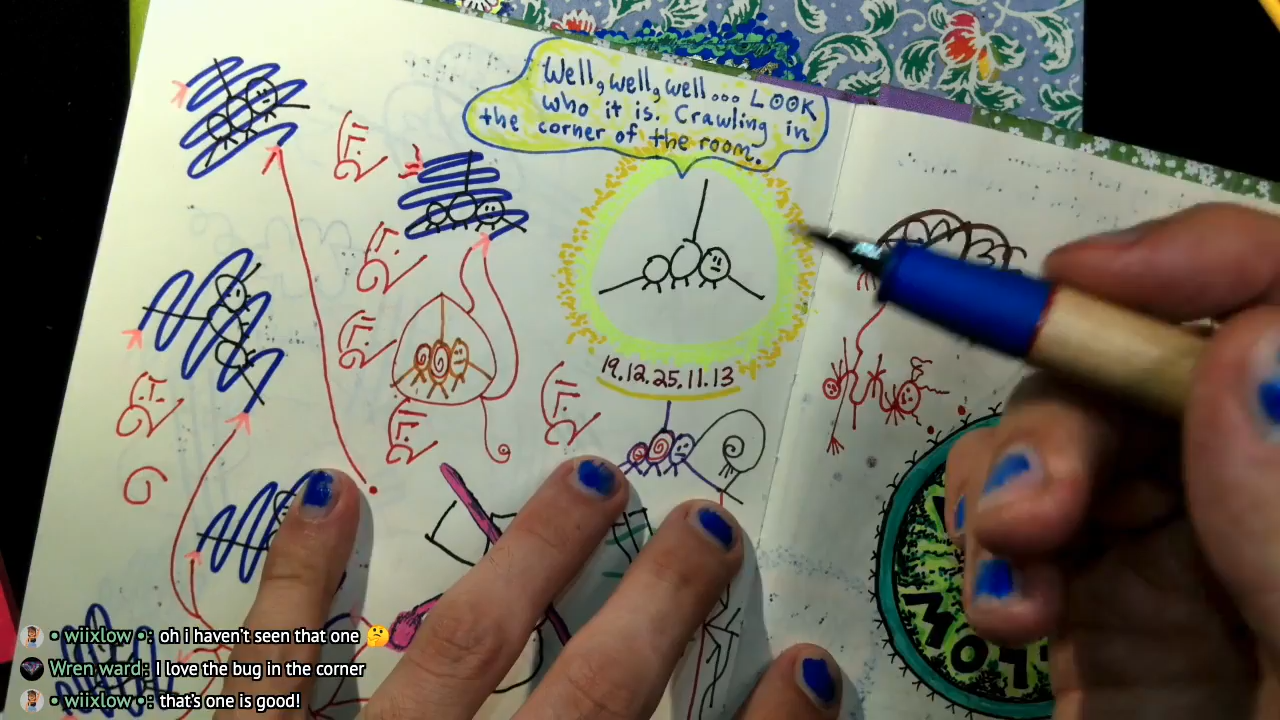 Well, well, well... LOOK
who it is. Crawling in
the corner of the room.
19.12.25.11.13
• wiixlow •: oh i haven't seen that one 🤔
Wren ward: I love the bug in the corner
• wiixlow •: that's one is good!